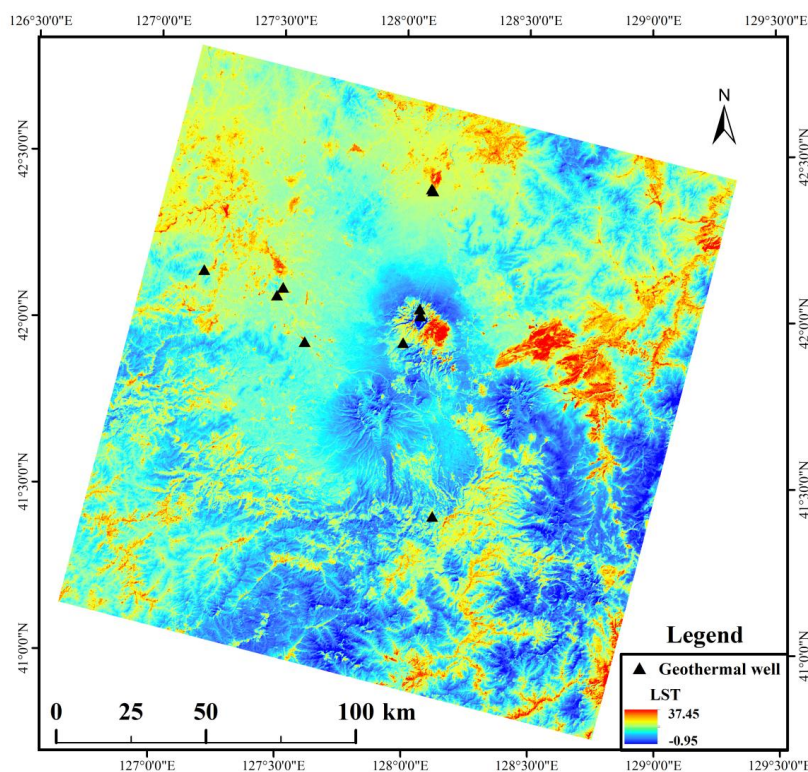 126°30'0"E 127°0'0"E 127°30'0"E 128°0'0"E 128°30'0"E 129°0'0"E 129°30'0"E
N
42°30'0"N 42°30'0"N
42°0'0"N 42°0'0"N
41°30'0"N 41°30'0"N
41°0'0"N 41°0'0"N
Legend
Geothermal well
LST
37.45
-0.95
0 25 50 100 km
127°0'0"E 127°30'0"E 128°0'0"E 128°30'0"E 129°0'0"E 129°30'0"E